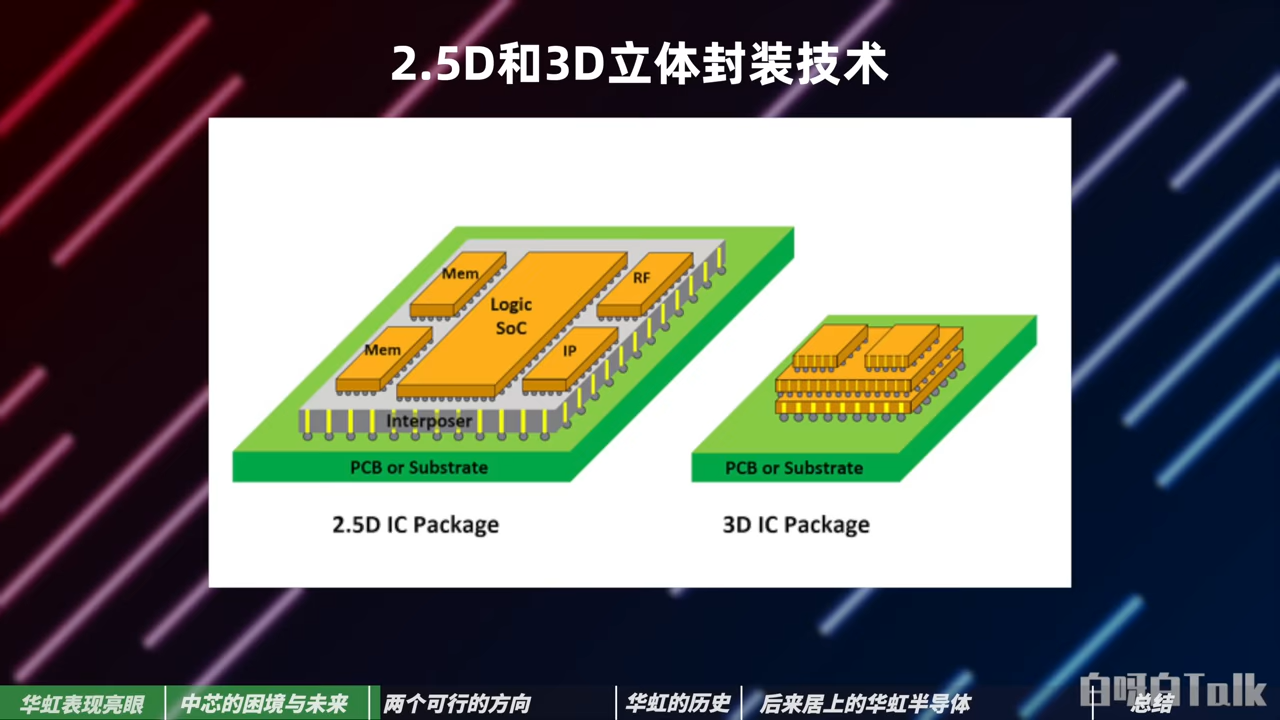 2.5D和3D立体封装技术
Mem
Logic
SoC
RF
Mem
IP
Interposer
PCB or Substrate
PCB or Substrate
2.5D IC Package
3D IC Package
华虹表现亮眼
中芯的困境与未来
两个可行的方向
华虹的历史
后来居上的华虹半导体
总结
白呀白Talk